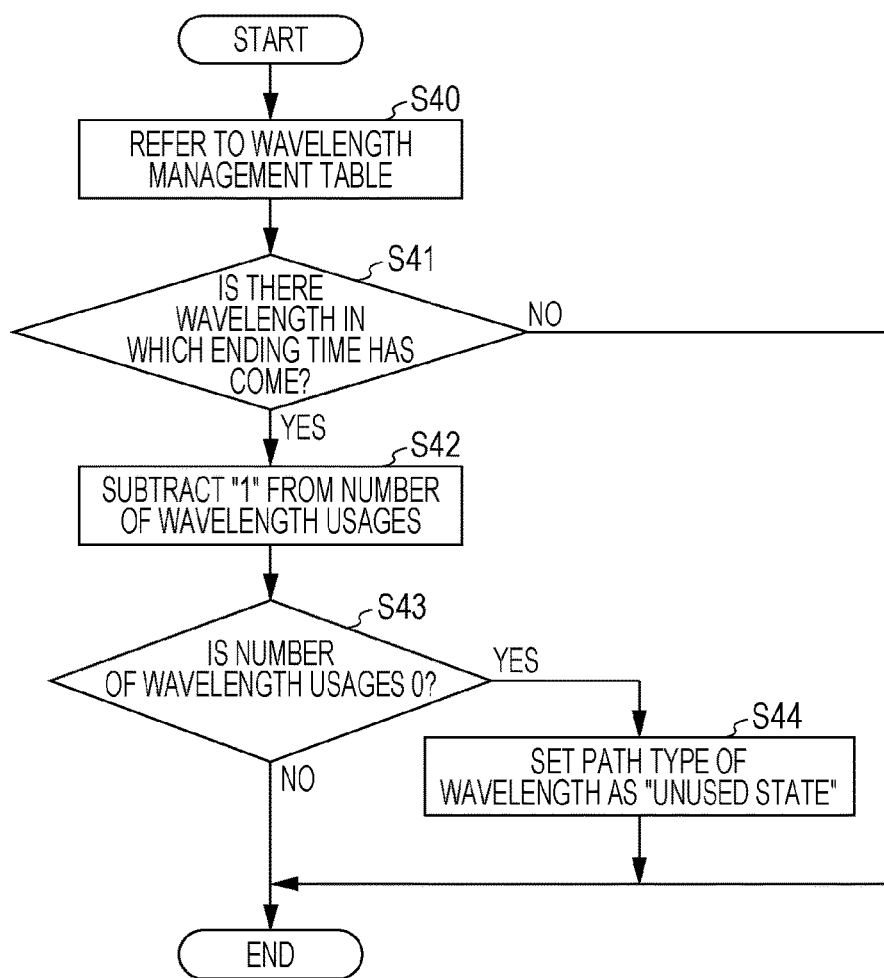 START
S40
REFER TO WAVELENGTH
MANAGEMENT TABLE
S41
IS THERE
WAVELENGTH IN
WHICH ENDING TIME HAS
COME?
NO
YES
S42
SUBTRACT "1" FROM NUMBER
OF WAVELENGTH USAGES
S43
IS NUMBER
OF WAVELENGTH USAGES 0?
YES
NO
S44
SET PATH TYPE OF
WAVELENGTH AS "UNUSED STATE"
END